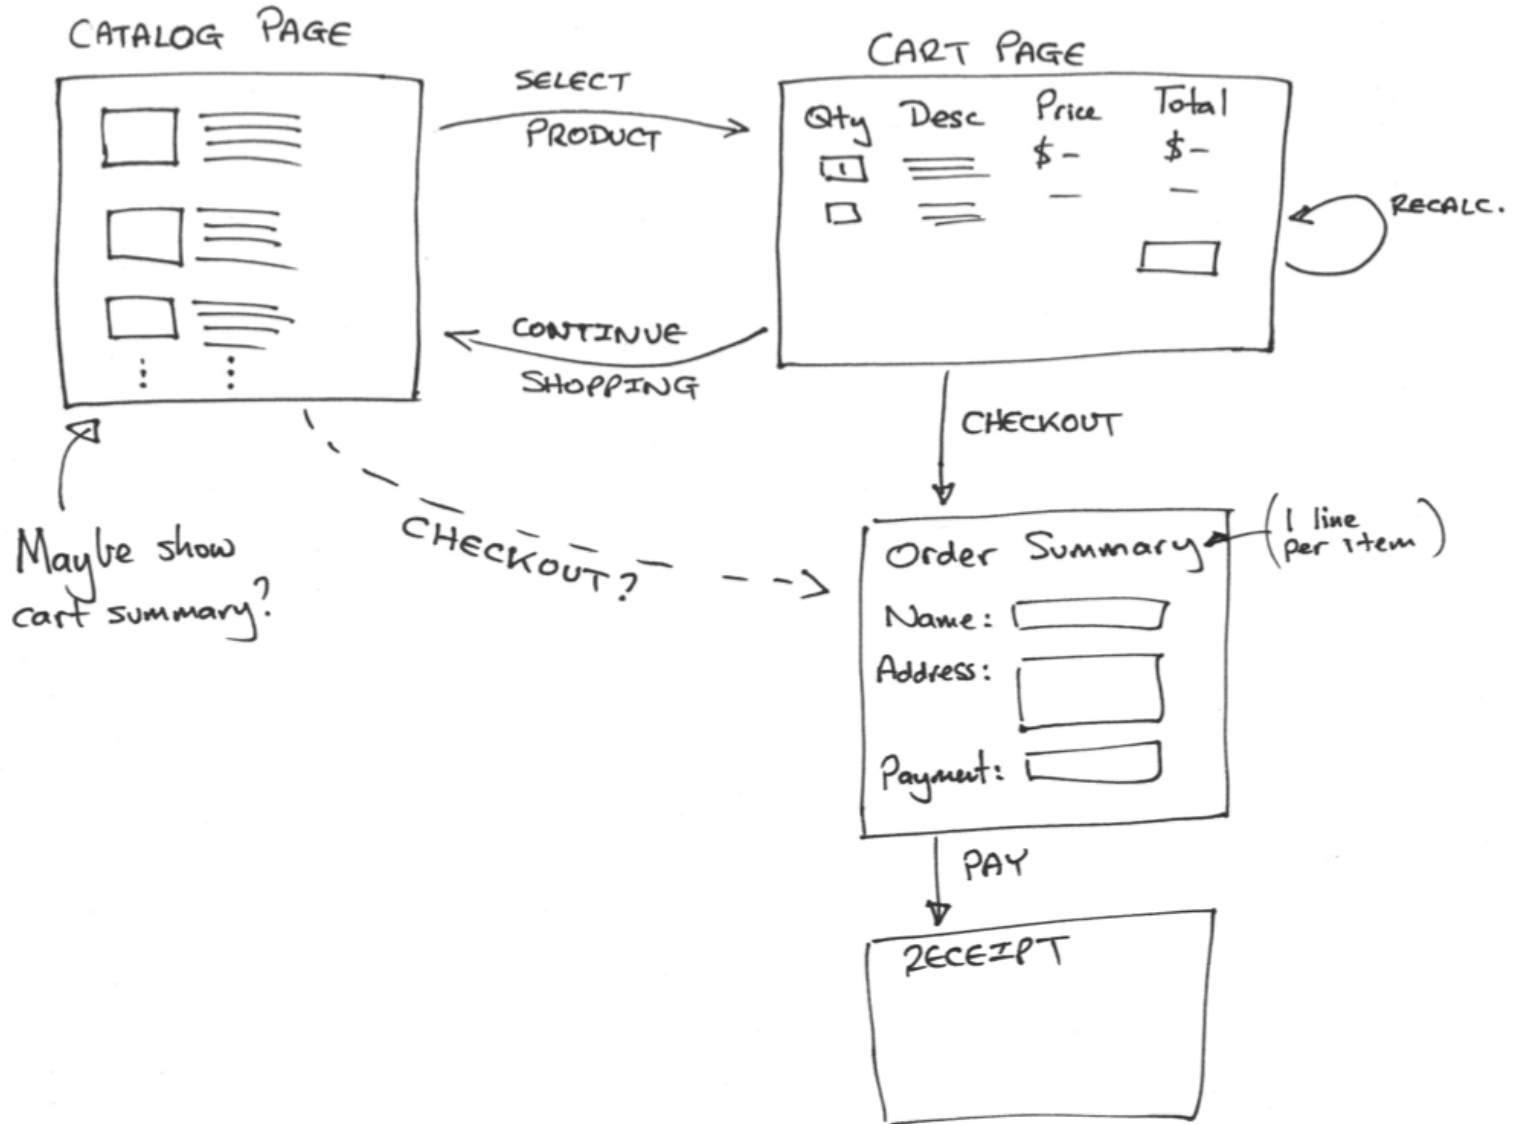 CATALOG PAGE
CART PAGE
SELECT
PRODUCT
Qty Desc Price Total
1 $- $-
- -
RECALC.
CONTINUE
SHOPPING
CHECKOUT
Maybe show
cart summary?
CHECKOUT?
Order Summary
(1 line
per item)
Name:
Address:
Payment:
PAY
RECEIPT